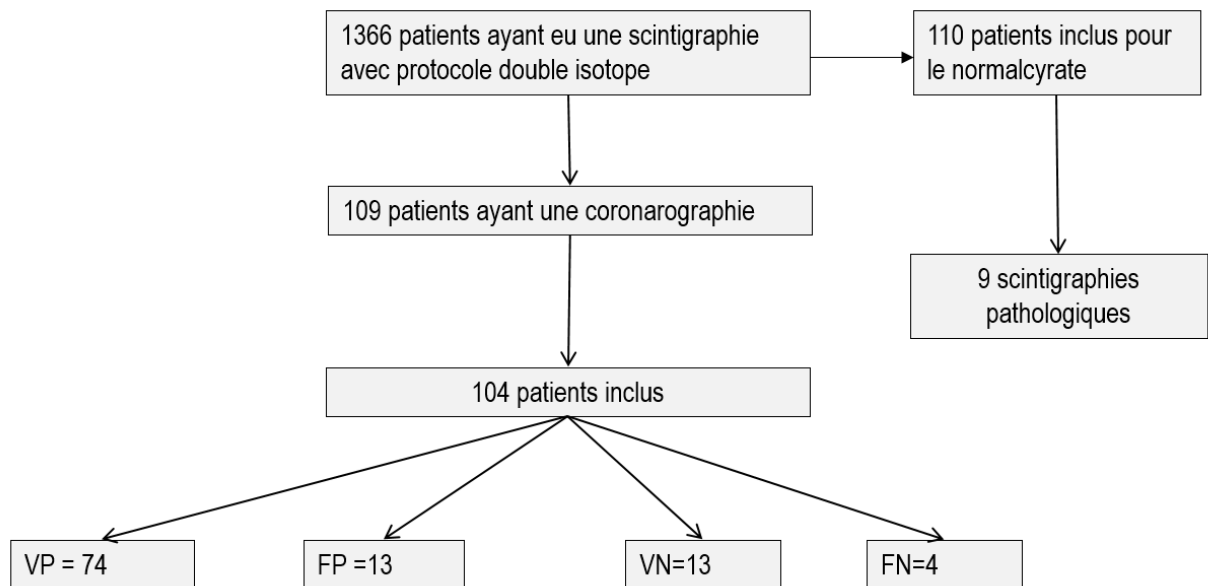 1366 patients ayant eu une scintigraphie
avec protocole double isotope
110 patients inclus pour
le normalcyrate
109 patients ayant une coronarographie
9 scintigraphies
pathologiques
104 patients inclus
VP = 74
FP =13
VN=13
FN=4